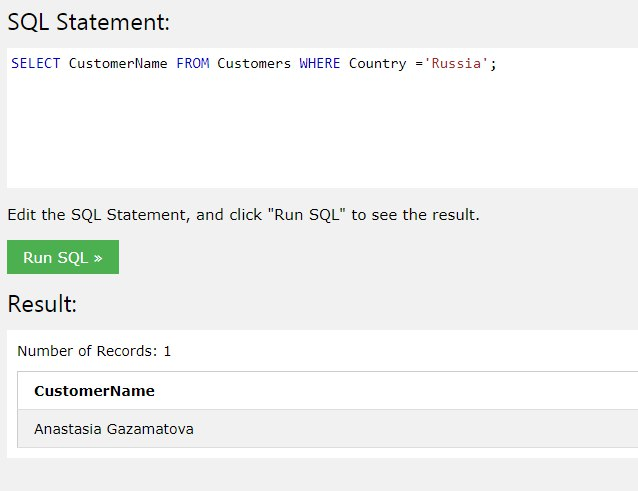 SQL Statement:
SELECT CustomerName FROM Customers WHERE Country ='Russia';
Edit the SQL Statement, and click "Run SQL" to see the result.
Run SQL »
Result:
Number of Records: 1
CustomerName
Anastasia Gazamatova